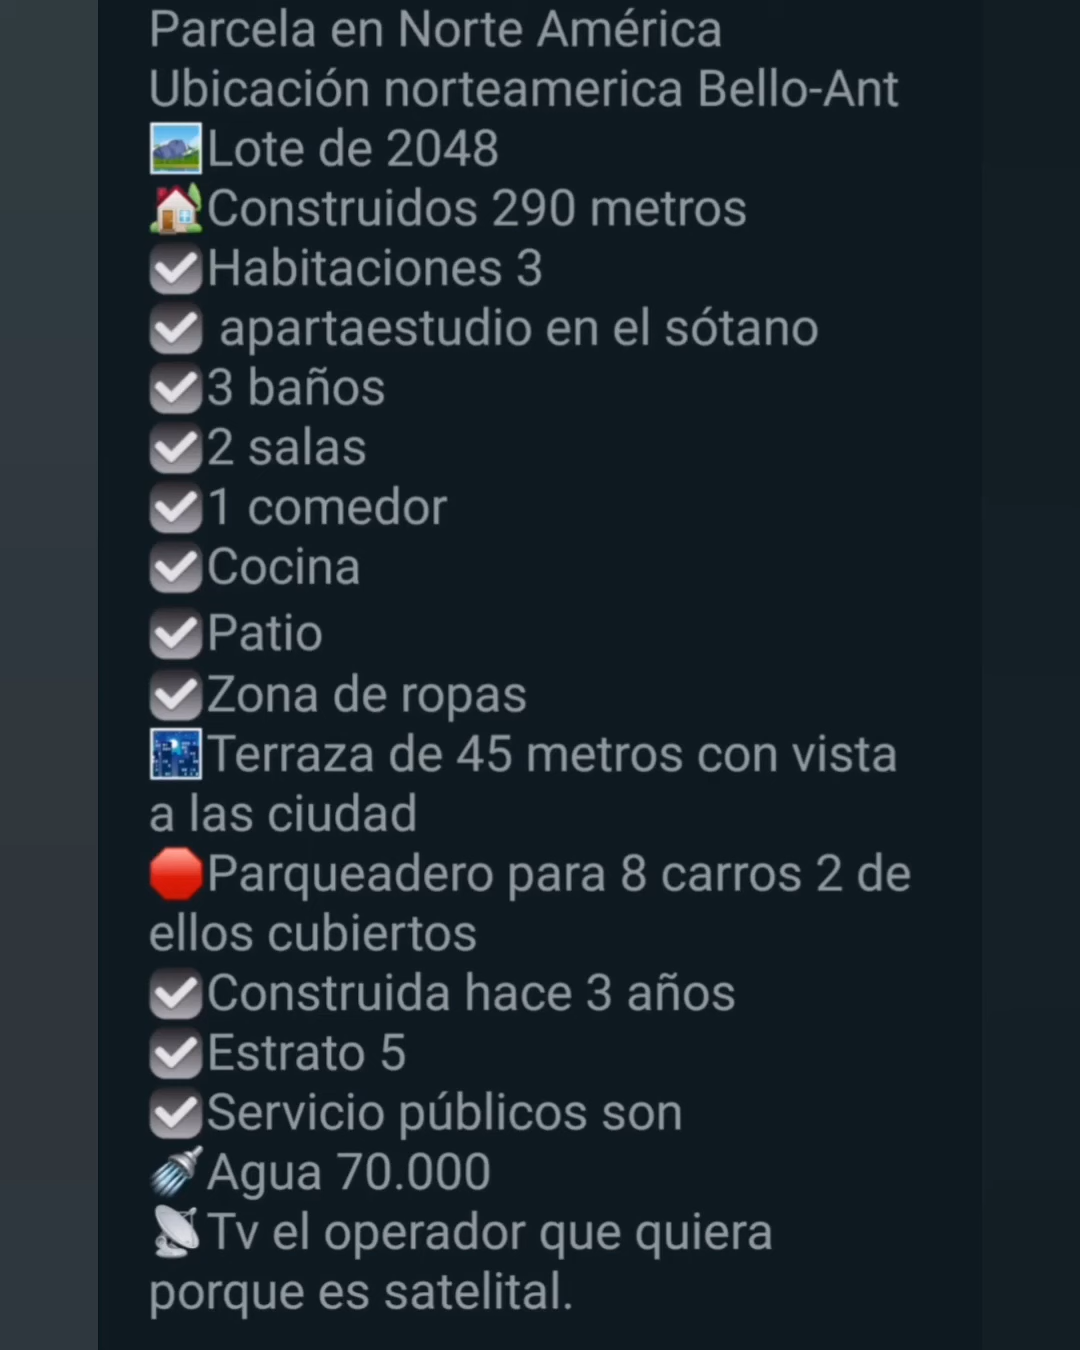 Parcela en Norte América
Ubicación norteamerica Bello-Ant
🏞️Lote de 2048
🏡Construidos 290 metros
✅Habitaciones 3
✅ apartaestudio en el sótano
✅3 baños
✅2 salas
✅1 comedor
✅Cocina
✅Patio
✅Zona de ropas
🌃Terraza de 45 metros con vista
a las ciudad
🛑Parqueadero para 8 carros 2 de
ellos cubiertos
✅Construida hace 3 años
✅Estrato 5
✅Servicio públicos son
🚿Agua 70.000
📡Tv el operador que quiera
porque es satelital.